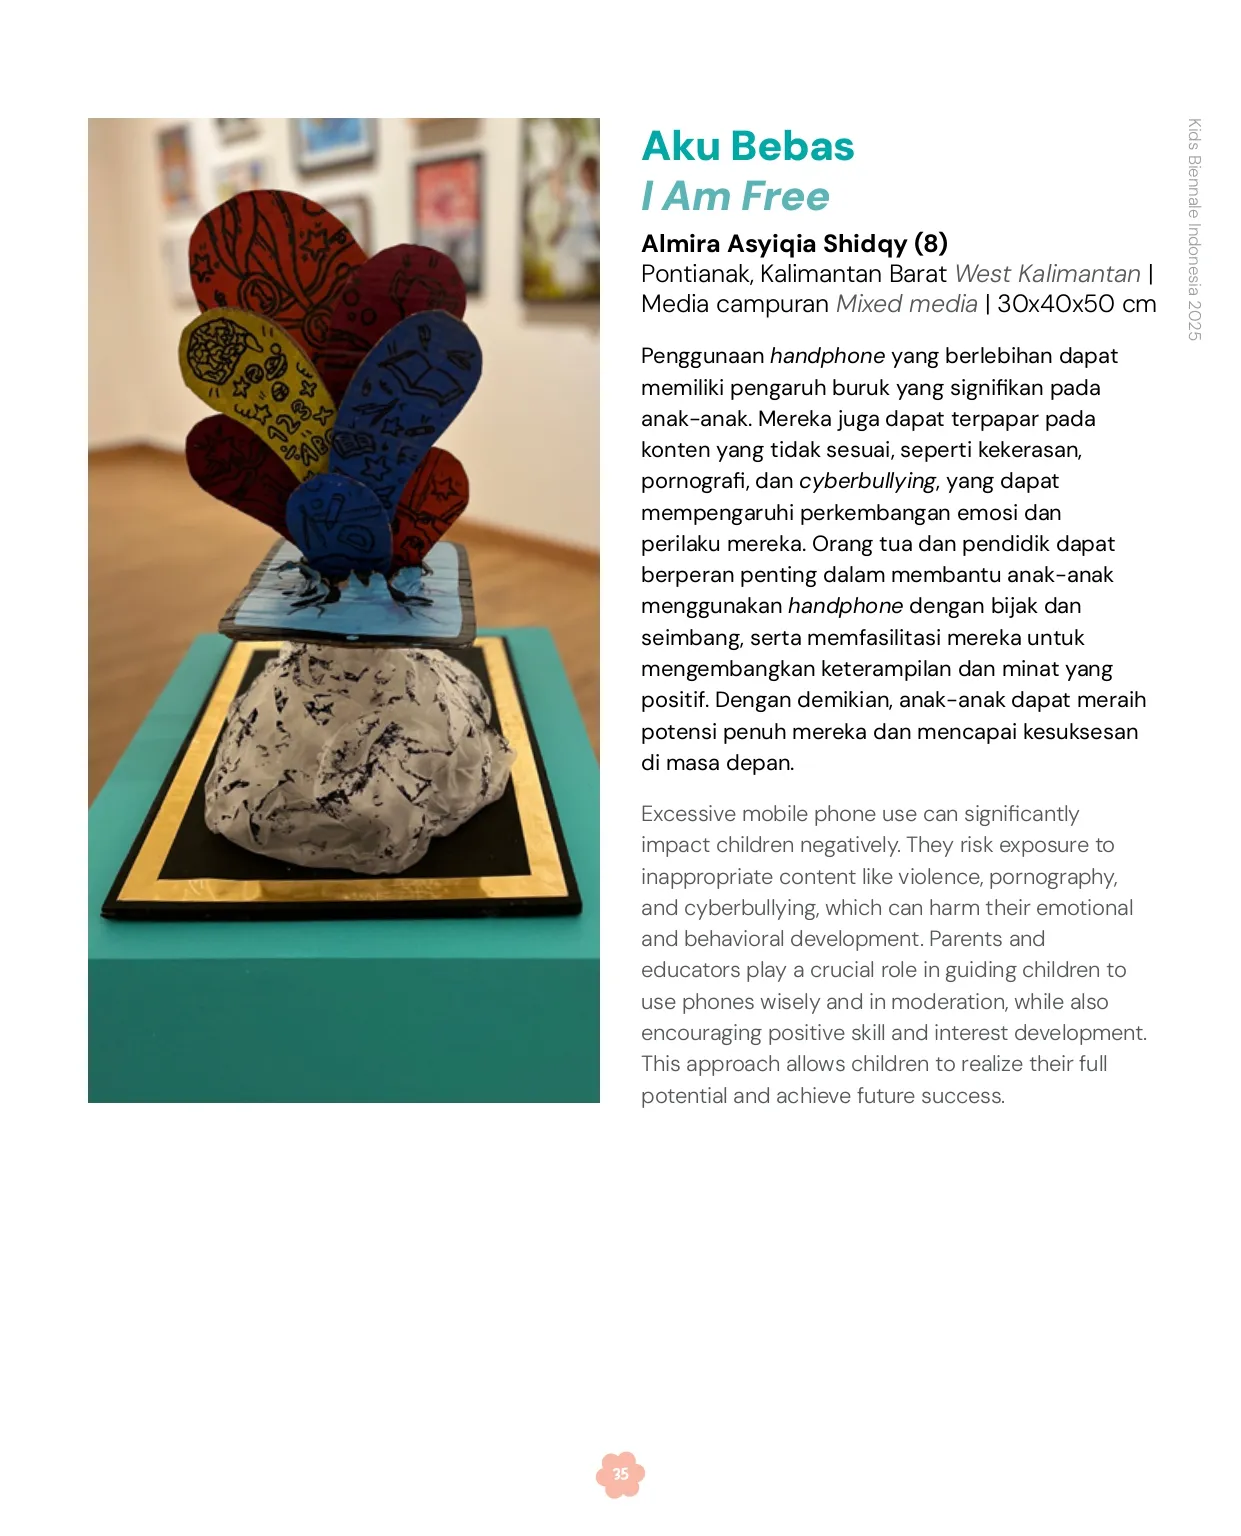 Aku Bebas
I Am Free
Almira Asyiqia Shidqy (8)
Pontianak, Kalimantan Barat West Kalimantan |
Media campuran Mixed media | 30x40x50 cm
Penggunaan handphone yang berlebihan dapat
memiliki pengaruh buruk yang signifikan pada
anak-anak. Mereka juga dapat terpapar pada
konten yang tidak sesuai, seperti kekerasan,
pornografi, dan cyberbullying, yang dapat
mempengaruhi perkembangan emosi dan
perilaku mereka. Orang tua dan pendidik dapat
berperan penting dalam membantu anak-anak
menggunakan handphone dengan bijak dan
seimbang, serta memfasilitasi mereka untuk
mengembangkan keterampilan dan minat yang
positif. Dengan demikian, anak-anak dapat meraih
potensi penuh mereka dan mencapai kesuksesan
di masa depan.
Excessive mobile phone use can significantly
impact children negatively. They risk exposure to
inappropriate content like violence, pornography,
and cyberbullying, which can harm their emotional
and behavioral development. Parents and
educators play a crucial role in guiding children to
use phones wisely and in moderation, while also
encouraging positive skill and interest development.
This approach allows children to realize their full
potential and achieve future success.
Kids Biennale Indonesia 2025
123
35